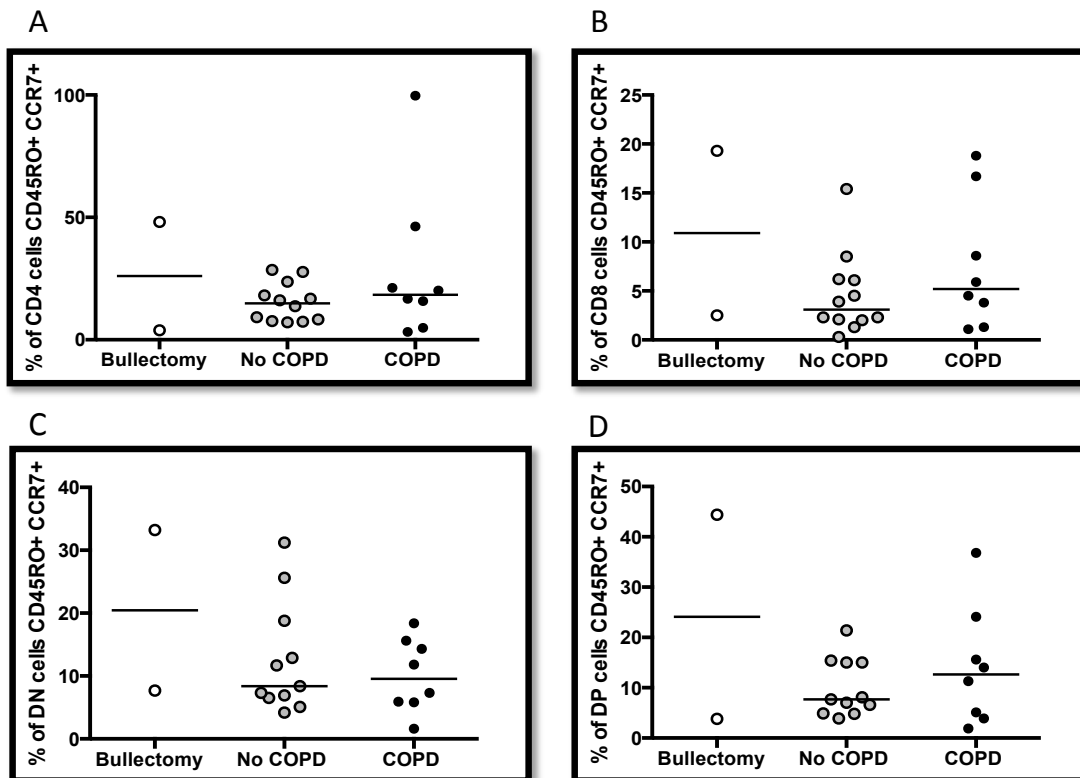 A
% of CD4 cells CD45RO+ CCR7+
100
50
0
Bullectomy No COPD COPD
B
% of CD8 cells CD45RO+ CCR7+
25
20
15
10
5
0
Bullectomy No COPD COPD
C
% of DN cells CD45RO+ CCR7+
40
30
20
10
0
Bullectomy No COPD COPD
D
% of DP cells CD45RO+ CCR7+
50
40
30
20
10
0
Bullectomy No COPD COPD